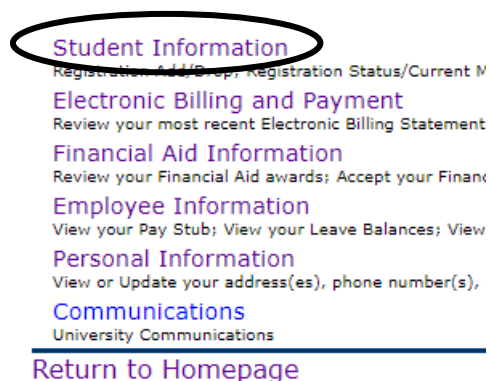 Student Information
Registration Add/Drop; Registration Status/Current M
Electronic Billing and Payment
Review your most recent Electronic Billing Statement
Financial Aid Information
Review your Financial Aid awards; Accept your Financ
Employee Information
View your Pay Stub; View your Leave Balances; View
Personal Information
View or Update your address(es), phone number(s),
Communications
University Communications
Return to Homepage